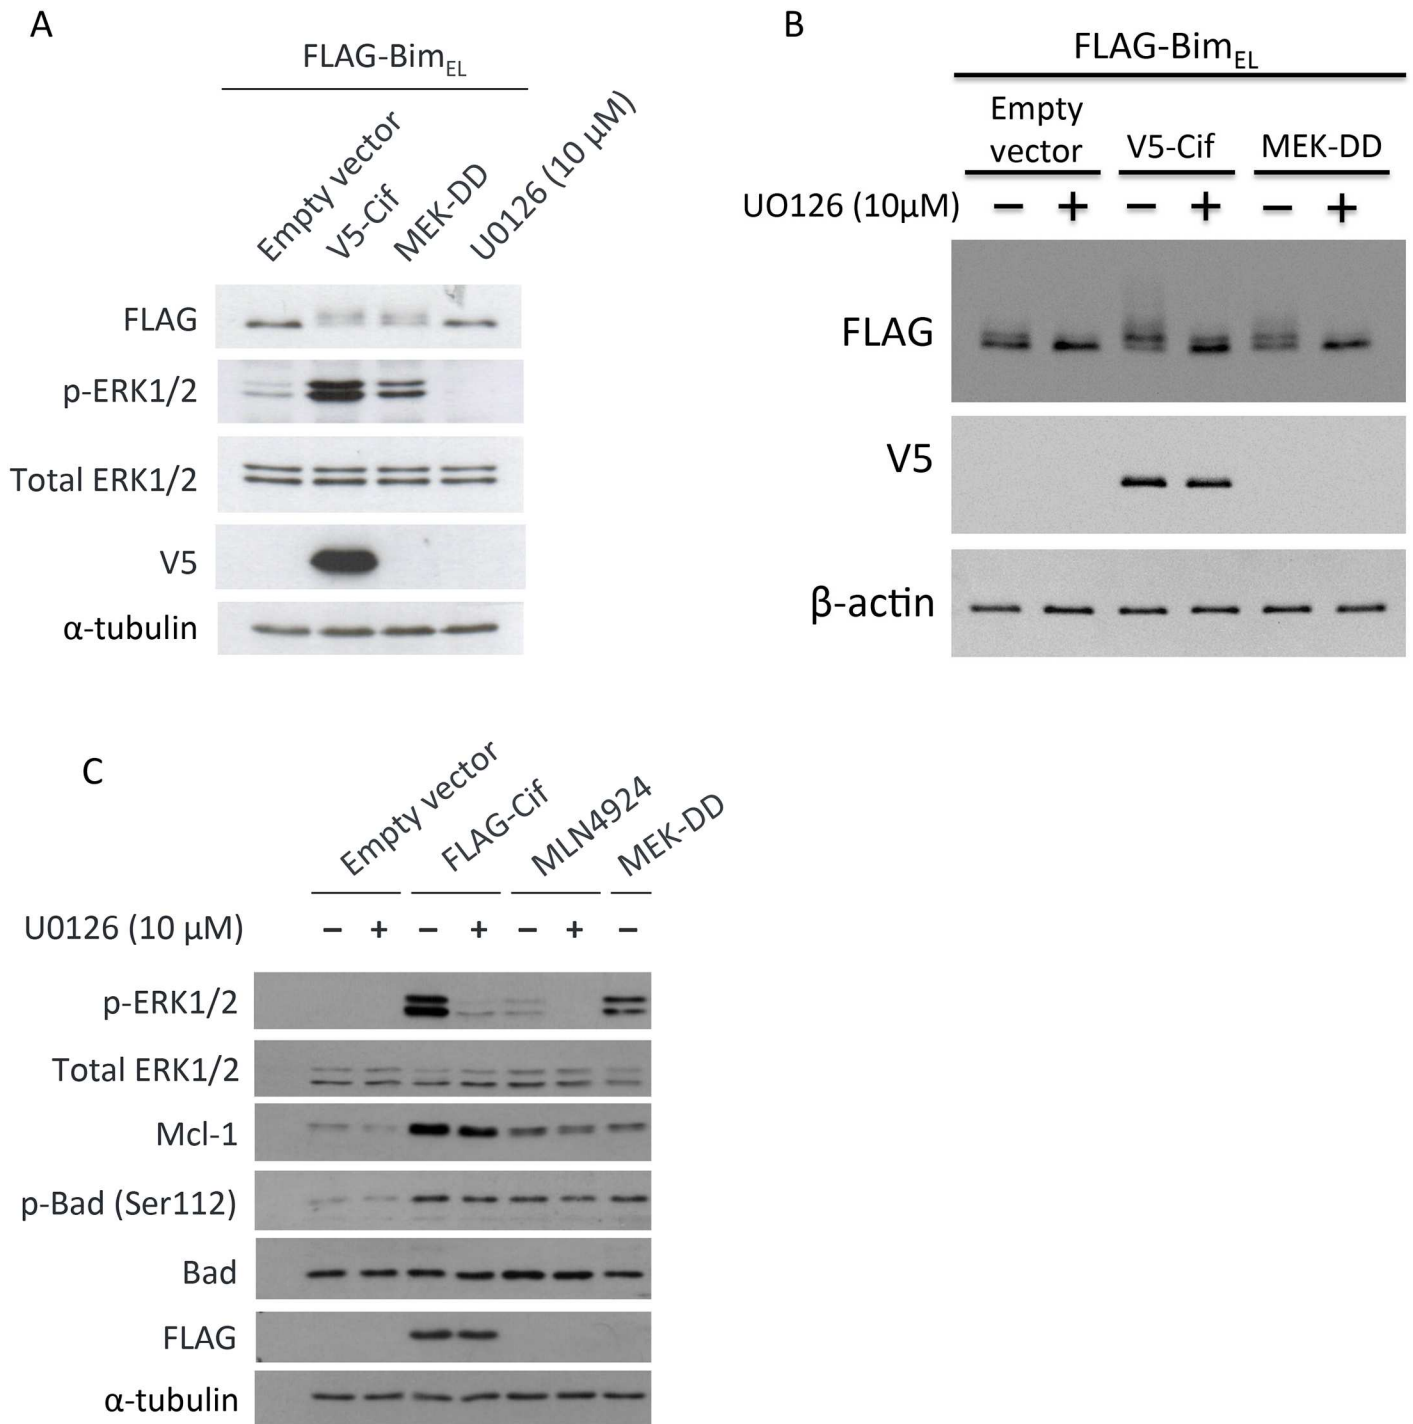 A
FLAG-BimEL
Empty vector
V5-Cif
MEK-DD
U0126 (10 µM)
FLAG
p-ERK1/2
Total ERK1/2
V5
α-tubulin
B
FLAG-BimEL
Empty
vector
V5-Cif
MEK-DD
UO126 (10µM)
− + − + − +
FLAG
V5
β-actin
C
Empty vector
FLAG-Cif
MLN4924
MEK-DD
U0126 (10 µM)
− + − + − + −
p-ERK1/2
Total ERK1/2
Mcl-1
p-Bad (Ser112)
Bad
FLAG
α-tubulin